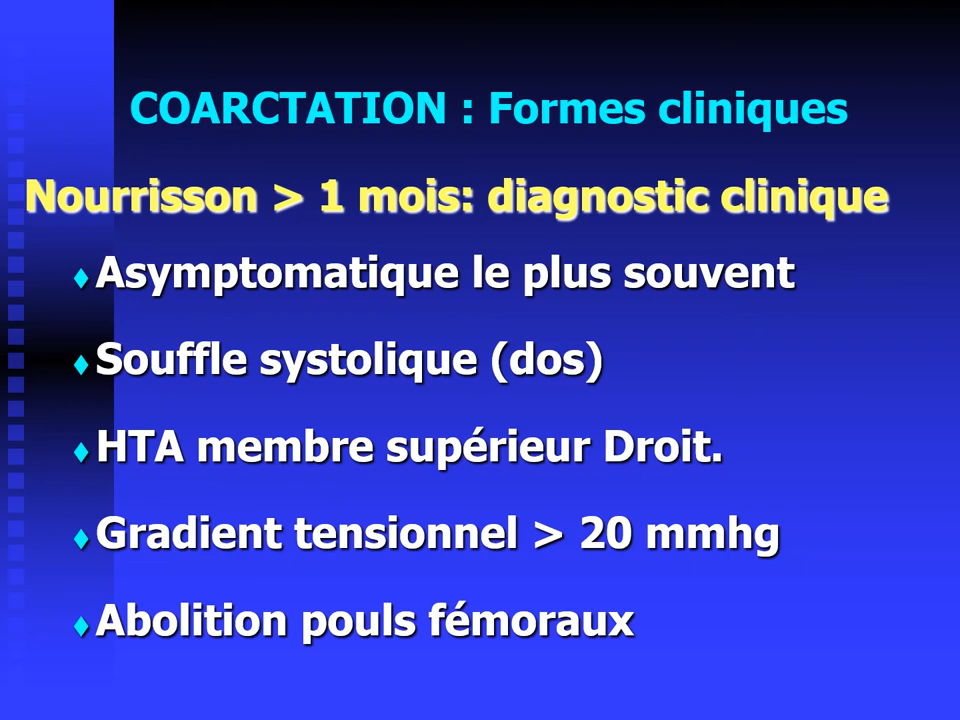 COARCTATION : Formes cliniques
Nourrisson > 1 mois: diagnostic clinique
Asymptomatique le plus souvent
Souffle systolique (dos)
HTA membre supérieur Droit.
Gradient tensionnel > 20 mmhg
Abolition pouls fémoraux